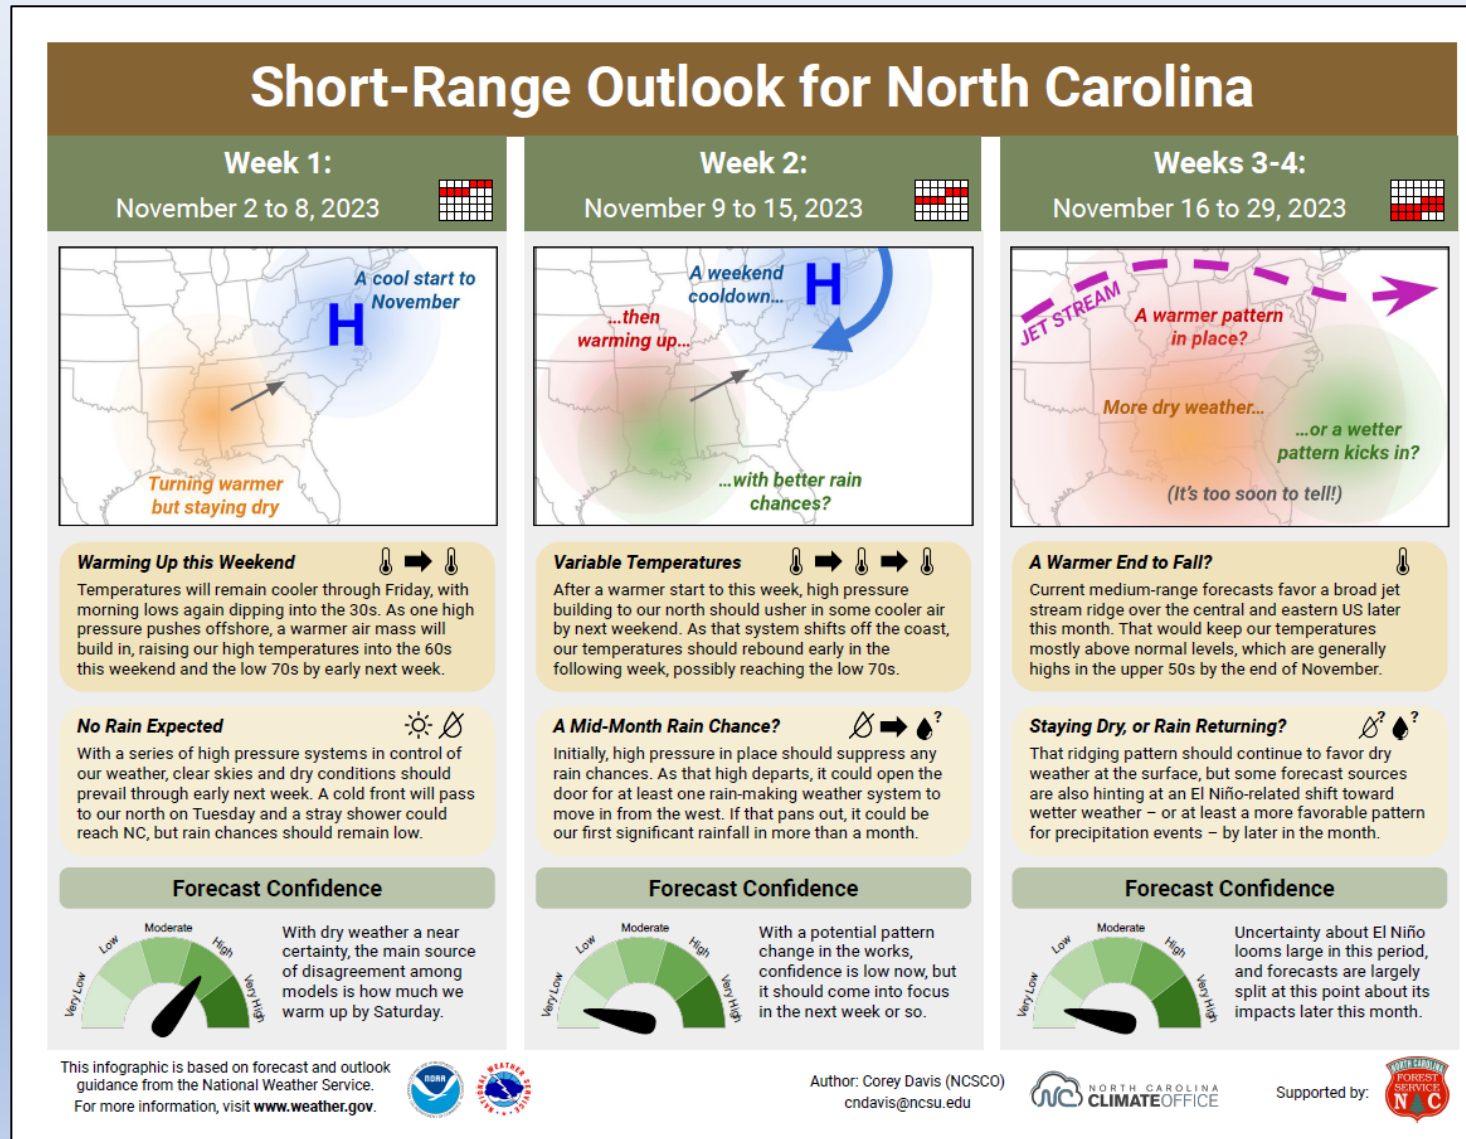 Short-Range Outlook for North Carolina
Week 1:
November 2 to 8, 2023
A cool start to
November
H
Turning warmer
but staying dry
Warming Up this Weekend
Temperatures will remain cooler through Friday, with
morning lows again dipping into the 30s. As one high
pressure pushes offshore, a warmer air mass will
build in, raising our high temperatures into the 60s
this weekend and the low 70s by early next week.
No Rain Expected
With a series of high pressure systems in control of
our weather, clear skies and dry conditions should
prevail through early next week. A cold front will pass
to our north on Tuesday and a stray shower could
reach NC, but rain chances should remain low.
Forecast Confidence
Very Low
Low
Moderate
High
Very High
With dry weather a near
certainty, the main source
of disagreement among
models is how much we
warm up by Saturday.
Week 2:
November 9 to 15, 2023
A weekend
cooldown...
H
...then
warming up...
...with better rain
chances?
Variable Temperatures
After a warmer start to this week, high pressure
building to our north should usher in some cooler air
by next weekend. As that system shifts off the coast,
our temperatures should rebound early in the
following week, possibly reaching the low 70s.
A Mid-Month Rain Chance?
?
Initially, high pressure in place should suppress any
rain chances. As that high departs, it could open the
door for at least one rain-making weather system to
move in from the west. If that pans out, it could be
our first significant rainfall in more than a month.
Forecast Confidence
Very Low
Low
Moderate
High
Very High
With a potential pattern
change in the works,
confidence is low now, but
it should come into focus
in the next week or so.
Weeks 3-4:
November 16 to 29, 2023
JET STREAM
A warmer pattern
in place?
More dry weather...
...or a wetter
pattern kicks in?
(It's too soon to tell!)
A Warmer End to Fall?
Current medium-range forecasts favor a broad jet
stream ridge over the central and eastern US later
this month. That would keep our temperatures
mostly above normal levels, which are generally
highs in the upper 50s by the end of November.
Staying Dry, or Rain Returning?
? ?
That ridging pattern should continue to favor dry
weather at the surface, but some forecast sources
are also hinting at an El Niño-related shift toward
wetter weather – or at least a more favorable pattern
for precipitation events – by later in the month.
Forecast Confidence
Very Low
Low
Moderate
High
Very High
Uncertainty about El Niño
looms large in this period,
and forecasts are largely
split at this point about its
impacts later this month.
This infographic is based on forecast and outlook
guidance from the National Weather Service.
For more information, visit www.weather.gov.
NOAA
NATIONAL WEATHER SERVICE
Author: Corey Davis (NCSCO)
cndavis@ncsu.edu
NC
NORTH CAROLINA
CLIMATEOFFICE
Supported by:
NORTH CAROLINA
FOREST
SERVICE
N C